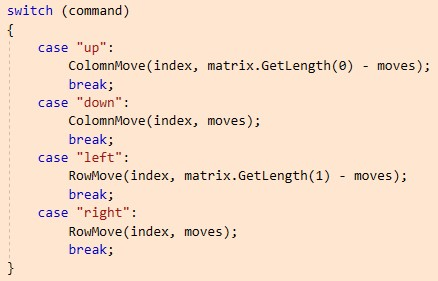 switch (command)
{
case "up":
ColomnMove(index, matrix.GetLength(0) - moves);
break;
case "down":
ColomnMove(index, moves);
break;
case "left":
RowMove(index, matrix.GetLength(1) - moves);
break;
case "right":
RowMove(index, moves);
break;
}